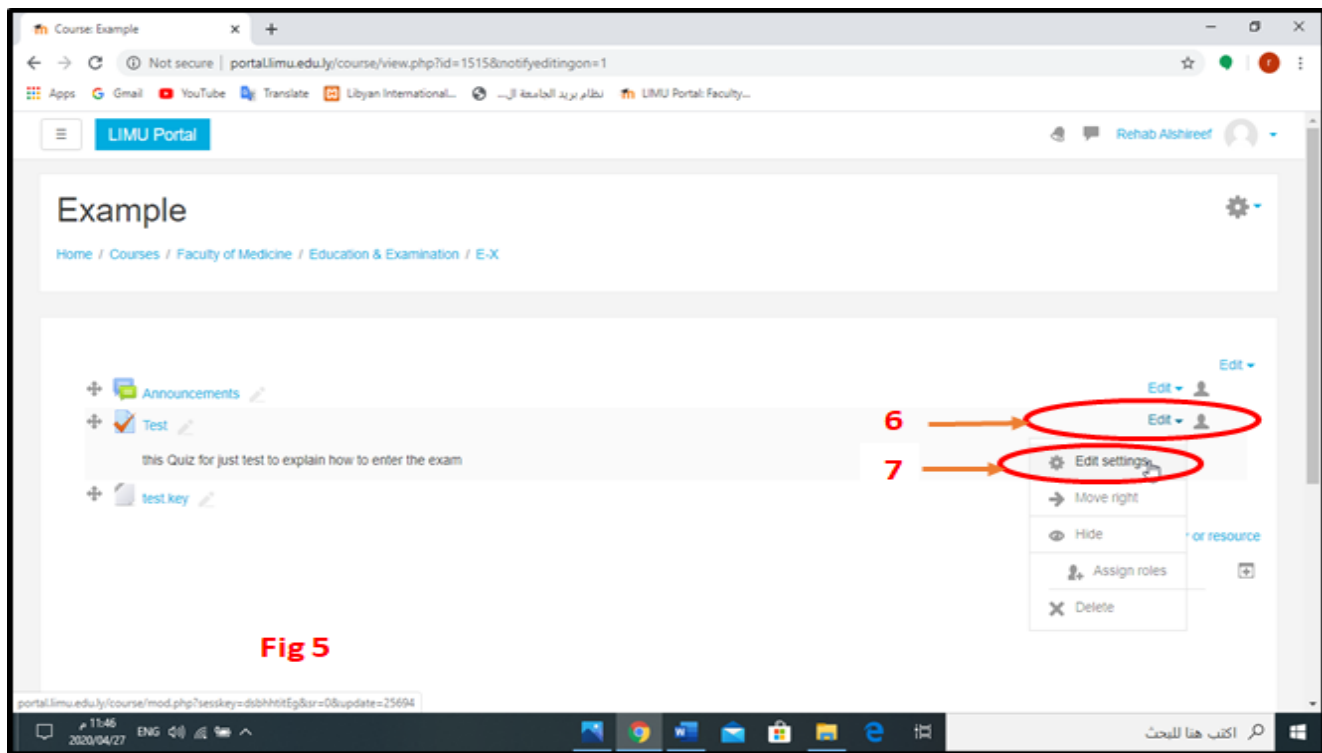 Course: Example
Not secure | portal.limu.edu.ly/course/view.php?id=1515&notifyeditingon=1
r
Apps Gmail YouTube Translate Libyan International... نظام بريد الجامعة ال... LIMU Portal: Faculty...
LIMU Portal
Rehab Alshireef
Example
Home / Courses / Faculty of Medicine / Education & Examination / E-X
Edit
Announcements
Edit
Test
6
Edit
this Quiz for just test to explain how to enter the exam
7
Edit settings
test.key
Move right
Hide
or resource
Assign roles
Delete
Fig 5
portal.limu.edu.ly/course/mod.php?sesskey=dsbhhtitEg&sr=0&update=25694
11:46 م
2020/04/27
ENG
اكتب هنا للبحث